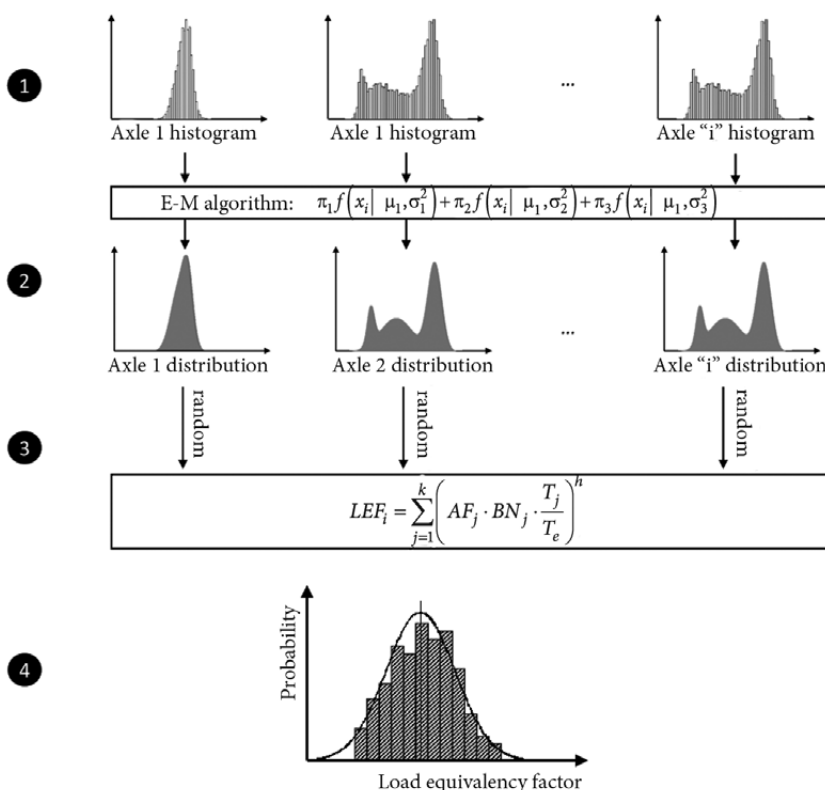 1
...
Axle 1 histogram Axle 1 histogram Axle “i” histogram
E-M algorithm: π₁f(xᵢ| μ₁,σ₁²)+π₂f(xᵢ| μ₁,σ₂²)+π₃f(xᵢ| μ₁,σ₃²)
2
...
Axle 1 distribution Axle 2 distribution Axle “i” distribution
random random random
3
LEFᵢ = ∑ⱼ₌₁ᵏ (AFⱼ · BNⱼ · Tⱼ/Tₑ)ʰ
4
Probability
Load equivalency factor